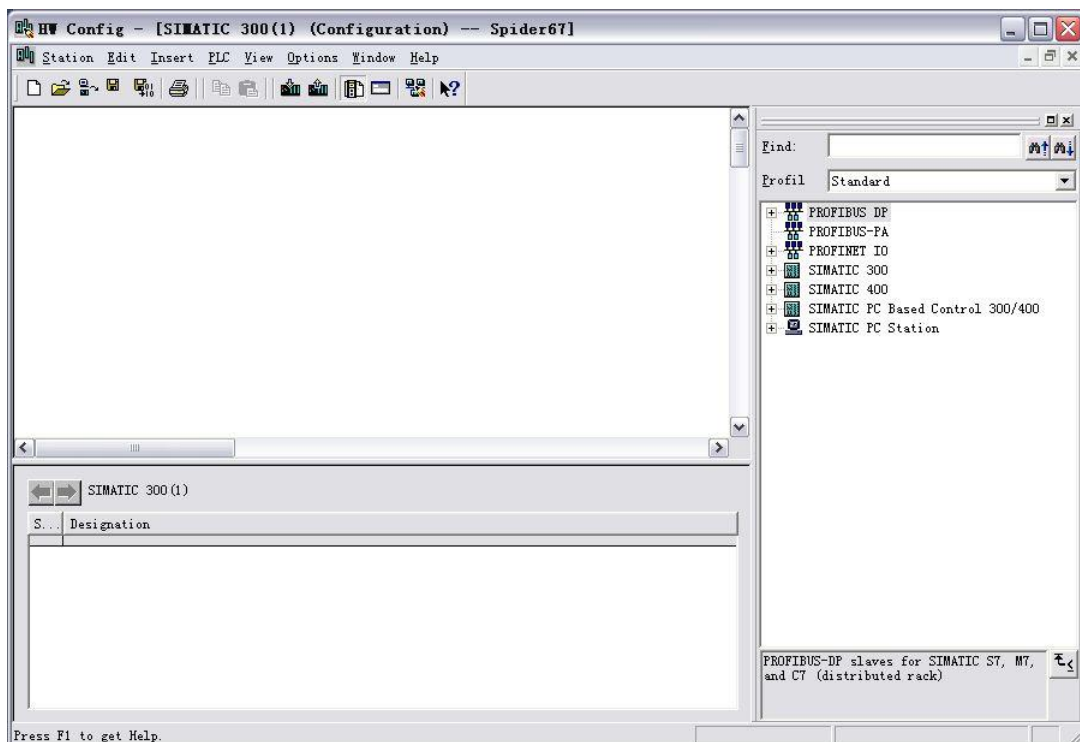 HW Config - [SIMATIC 300(1) (Configuration) -- Spider67]
Station Edit Insert PLC View Options Window Help
Find:
Profil Standard
PROFIBUS DP
PROFIBUS-PA
PROFINET IO
SIMATIC 300
SIMATIC 400
SIMATIC PC Based Control 300/400
SIMATIC PC Station
SIMATIC 300(1)
S... Designation
PROFIBUS-DP slaves for SIMATIC S7, M7,
and C7 (distributed rack)
Press F1 to get Help.